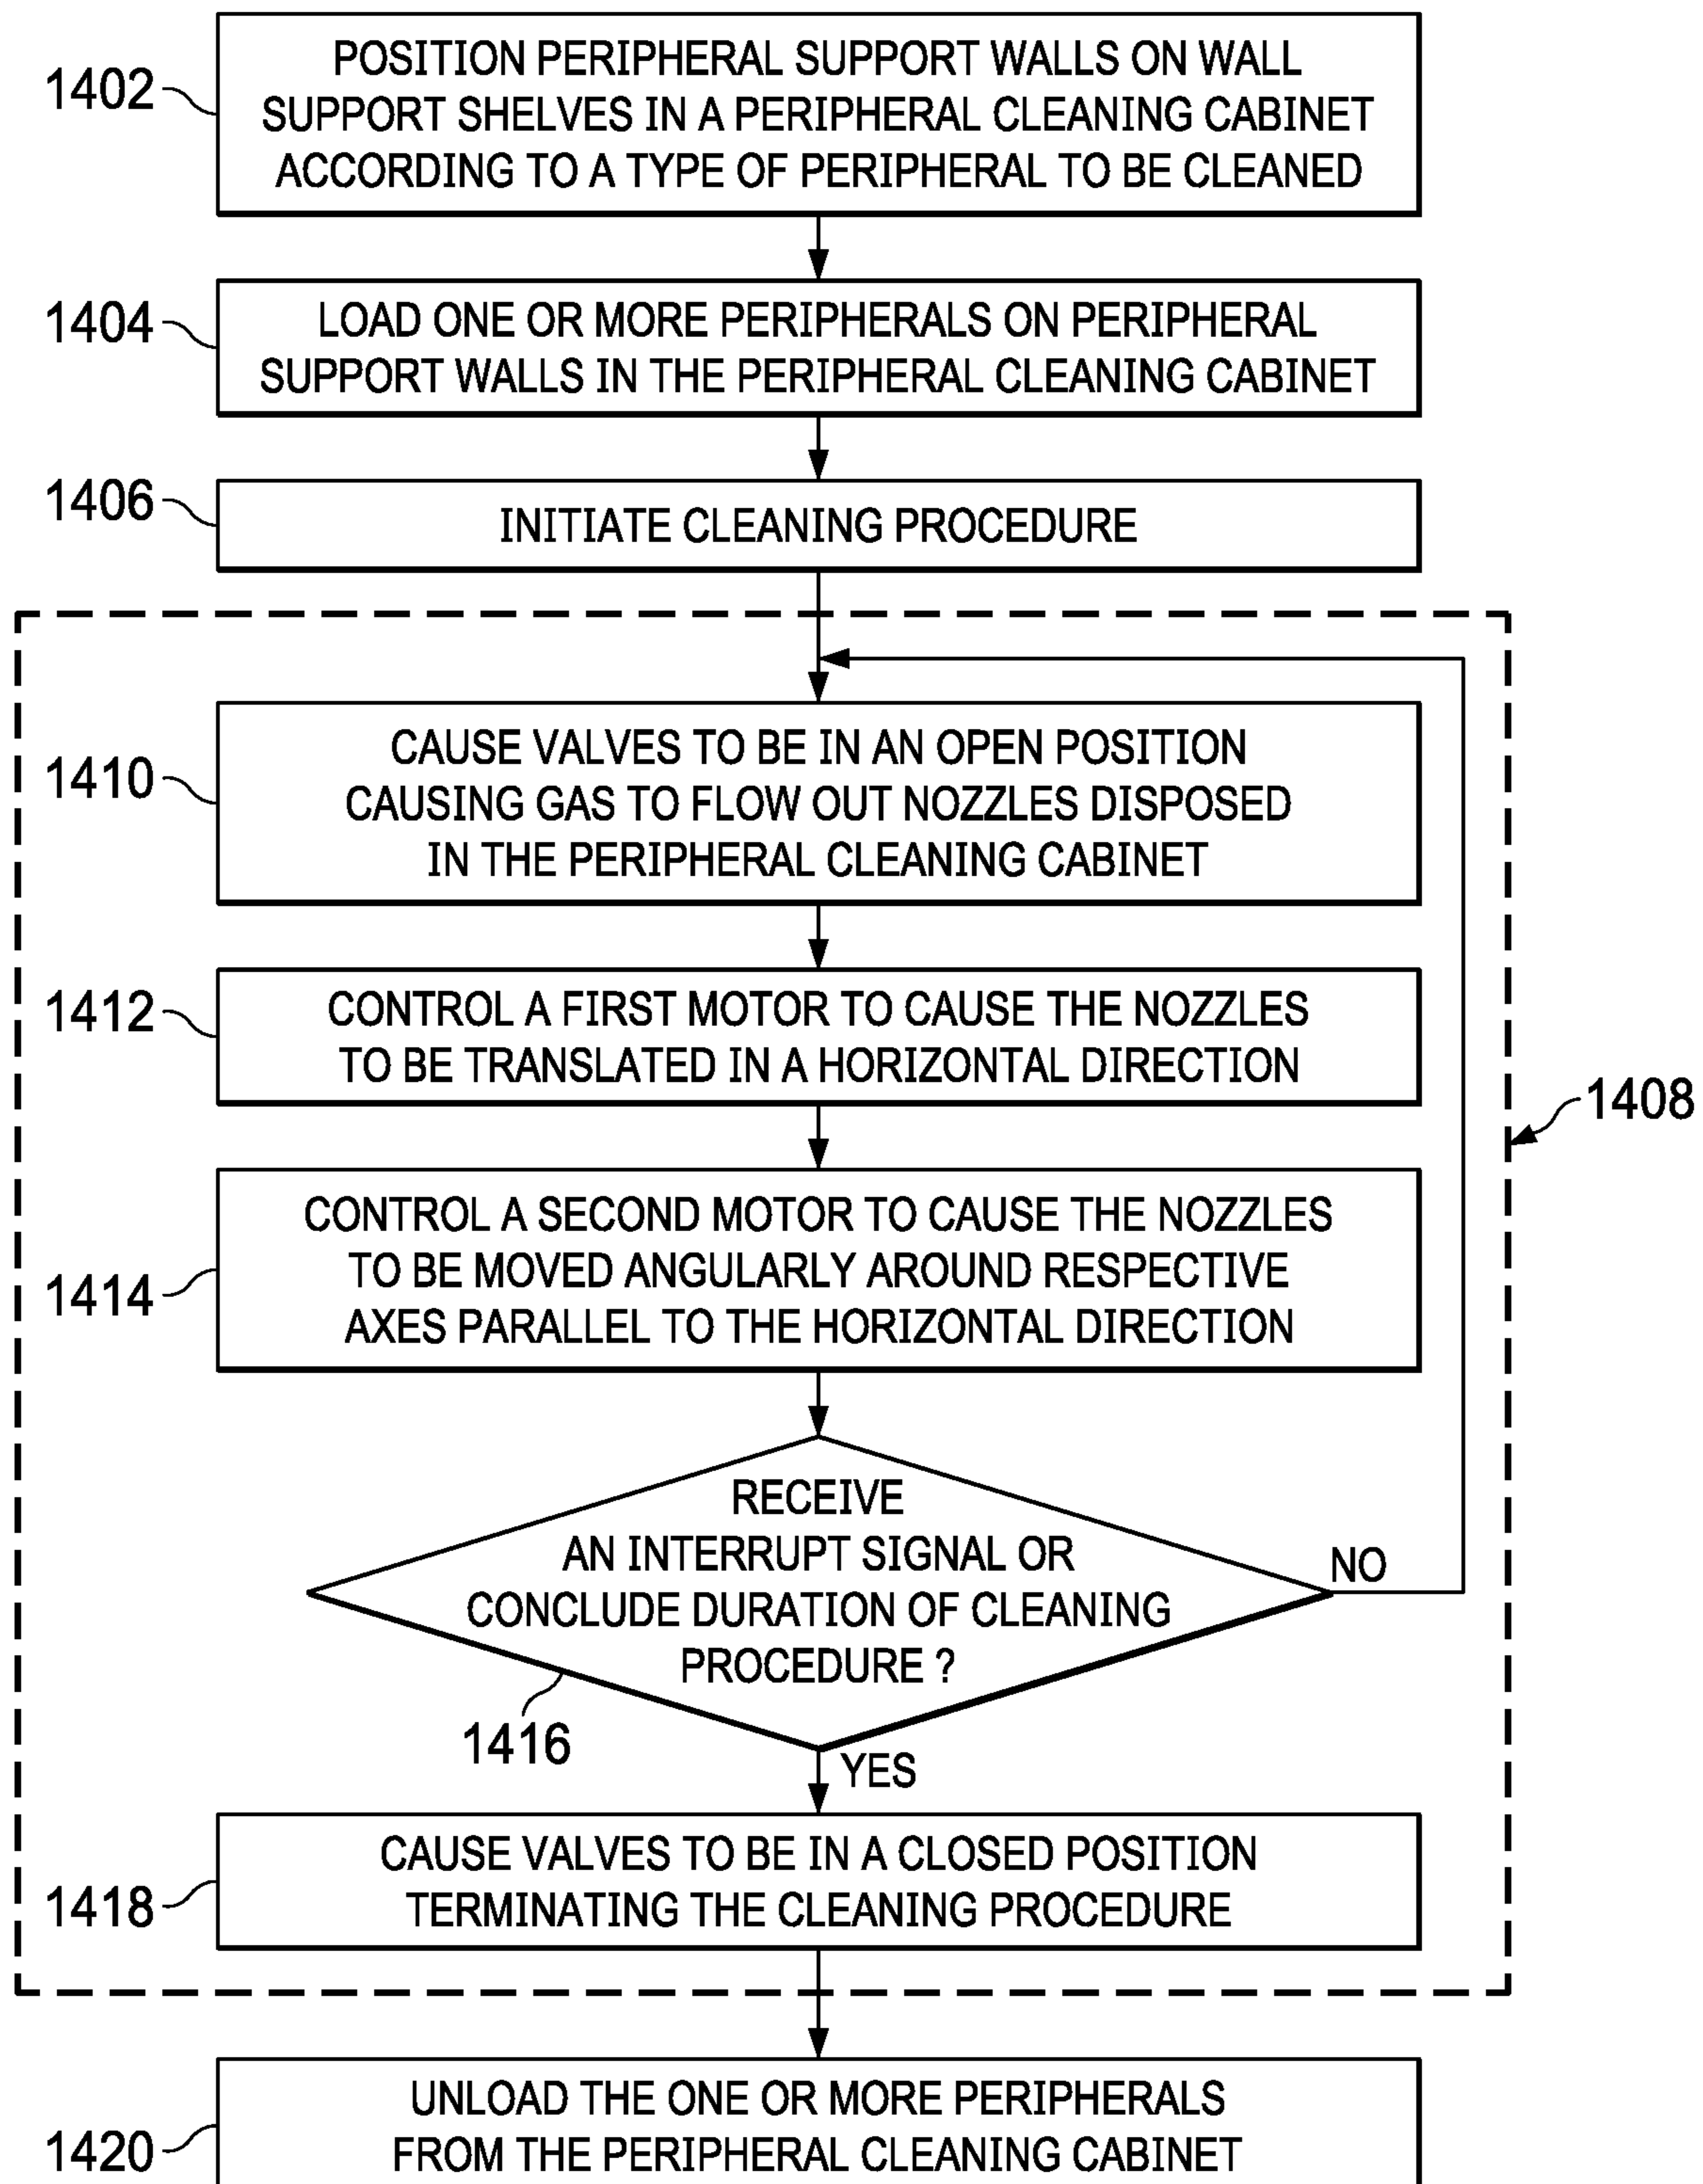 1402
POSITION PERIPHERAL SUPPORT WALLS ON WALL
SUPPORT SHELVES IN A PERIPHERAL CLEANING CABINET
ACCORDING TO A TYPE OF PERIPHERAL TO BE CLEANED
1404
LOAD ONE OR MORE PERIPHERALS ON PERIPHERAL
SUPPORT WALLS IN THE PERIPHERAL CLEANING CABINET
1406
INITIATE CLEANING PROCEDURE
1410
CAUSE VALVES TO BE IN AN OPEN POSITION
CAUSING GAS TO FLOW OUT NOZZLES DISPOSED
IN THE PERIPHERAL CLEANING CABINET
1412
CONTROL A FIRST MOTOR TO CAUSE THE NOZZLES
TO BE TRANSLATED IN A HORIZONTAL DIRECTION
1408
1414
CONTROL A SECOND MOTOR TO CAUSE THE NOZZLES
TO BE MOVED ANGULARLY AROUND RESPECTIVE
AXES PARALLEL TO THE HORIZONTAL DIRECTION
RECEIVE
AN INTERRUPT SIGNAL OR
CONCLUDE DURATION OF CLEANING
PROCEDURE ?
NO
1416
YES
1418
CAUSE VALVES TO BE IN A CLOSED POSITION
TERMINATING THE CLEANING PROCEDURE
1420
UNLOAD THE ONE OR MORE PERIPHERALS
FROM THE PERIPHERAL CLEANING CABINET